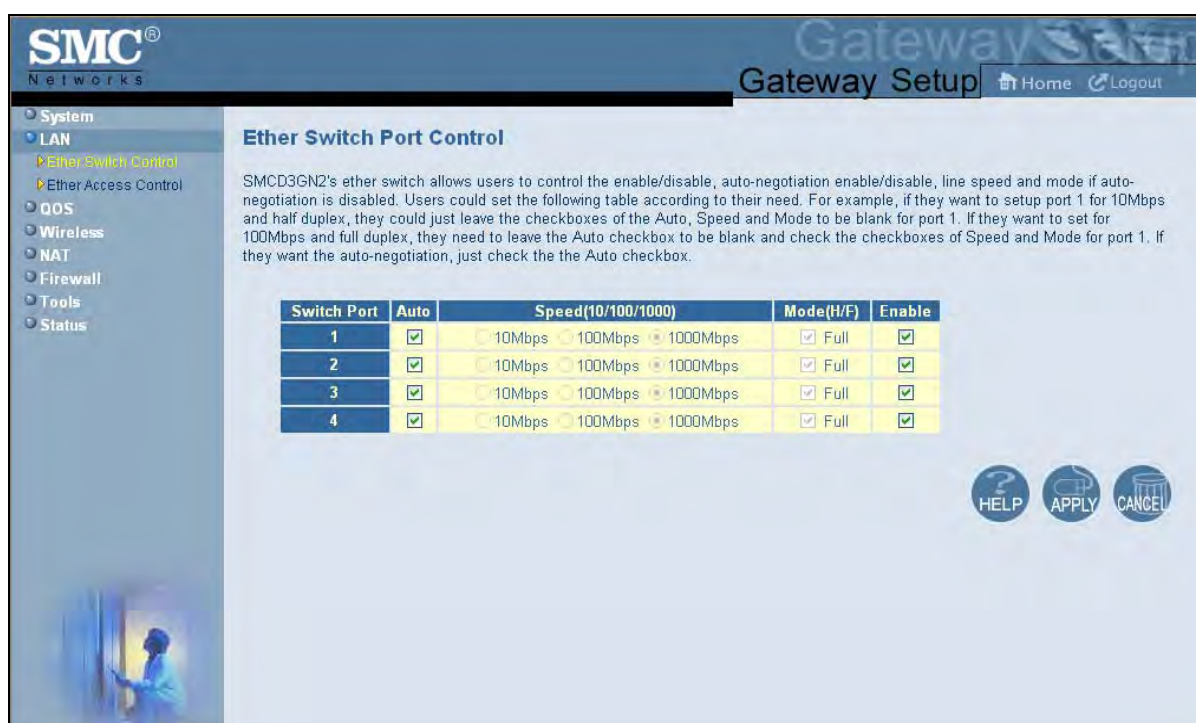 SMC®
Networks
Gateway Setup
Gateway Setup
Home
Logout
System
LAN
Ether Switch Control
Ether Access Control
QOS
Wireless
NAT
Firewall
Tools
Status
Ether Switch Port Control
SMCD3GN2's ether switch allows users to control the enable/disable, auto-negotiation enable/disable, line speed and mode if auto-
negotiation is disabled. Users could set the following table according to their need. For example, if they want to setup port 1 for 10Mbps
and half duplex, they could just leave the checkboxes of the Auto, Speed and Mode to be blank for port 1. If they want to set for
100Mbps and full duplex, they need to leave the Auto checkbox to be blank and check the checkboxes of Speed and Mode for port 1. If
they want the auto-negotiation, just check the the Auto checkbox.
Switch Port Auto Speed(10/100/1000) Mode(H/F) Enable
1 10Mbps 100Mbps 1000Mbps Full
2 10Mbps 100Mbps 1000Mbps Full
3 10Mbps 100Mbps 1000Mbps Full
4 10Mbps 100Mbps 1000Mbps Full
HELP APPLY CANCEL